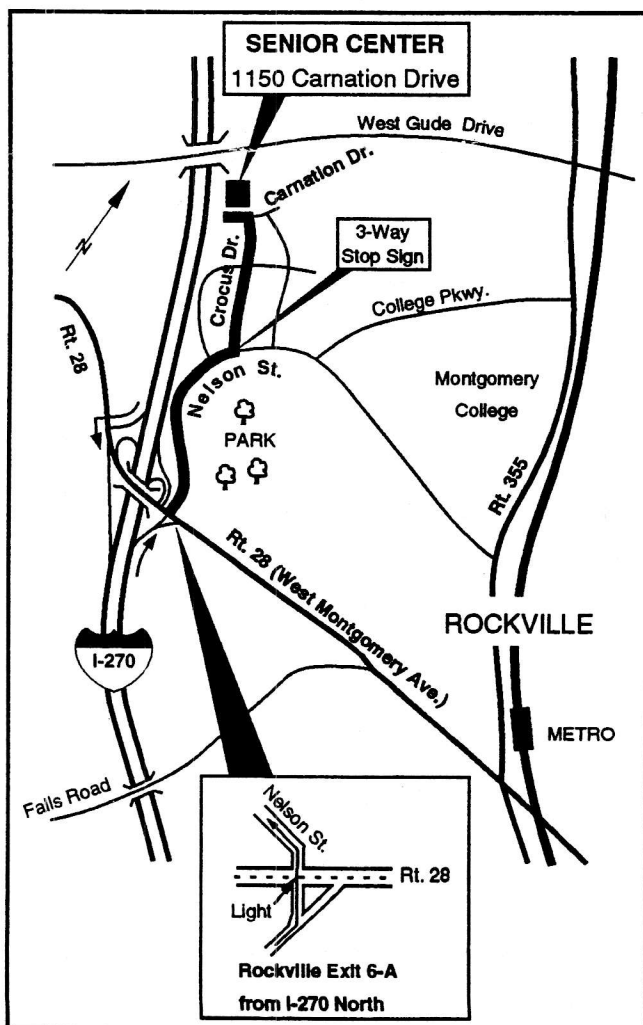 SENIOR CENTER
1150 Carnation Drive
West Gude Drive
Carnation Dr.
N
3-Way
Stop Sign
Crocus Dr.
College Pkwy.
Rt. 28
Nelson St.
Montgomery
College
PARK
Rt. 355
Rt. 28 (West Montgomery Ave.)
ROCKVILLE
I-270
METRO
Falls Road
Nelson St.
Rt. 28
Light
Rockville Exit 6-A
from I-270 North